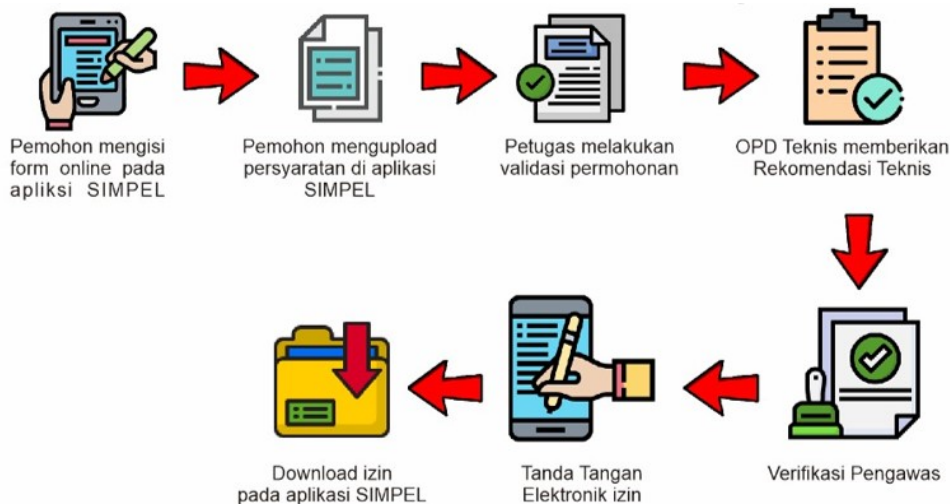 Pemohon mengisi
form online pada
apliksi SIMPEL
Pemohon mengupload
persyaratan di aplikasi
SIMPEL
Petugas melakukan
validasi permohonan
OPD Teknis memberikan
Rekomendasi Teknis
Verifikasi Pengawas
Tanda Tangan
Elektronik izin
Download izin
pada aplikasi SIMPEL